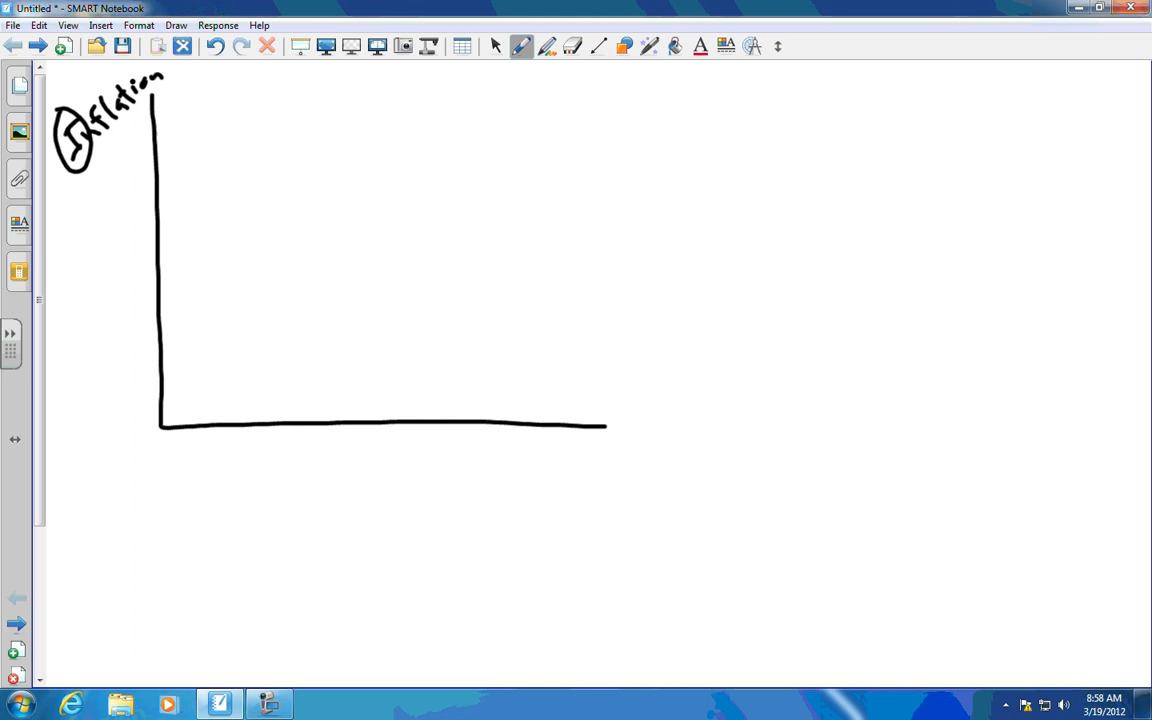 Untitled * - SMART Notebook
File Edit View Insert Format Draw Response Help
Inflation
8:58 AM
3/19/2012